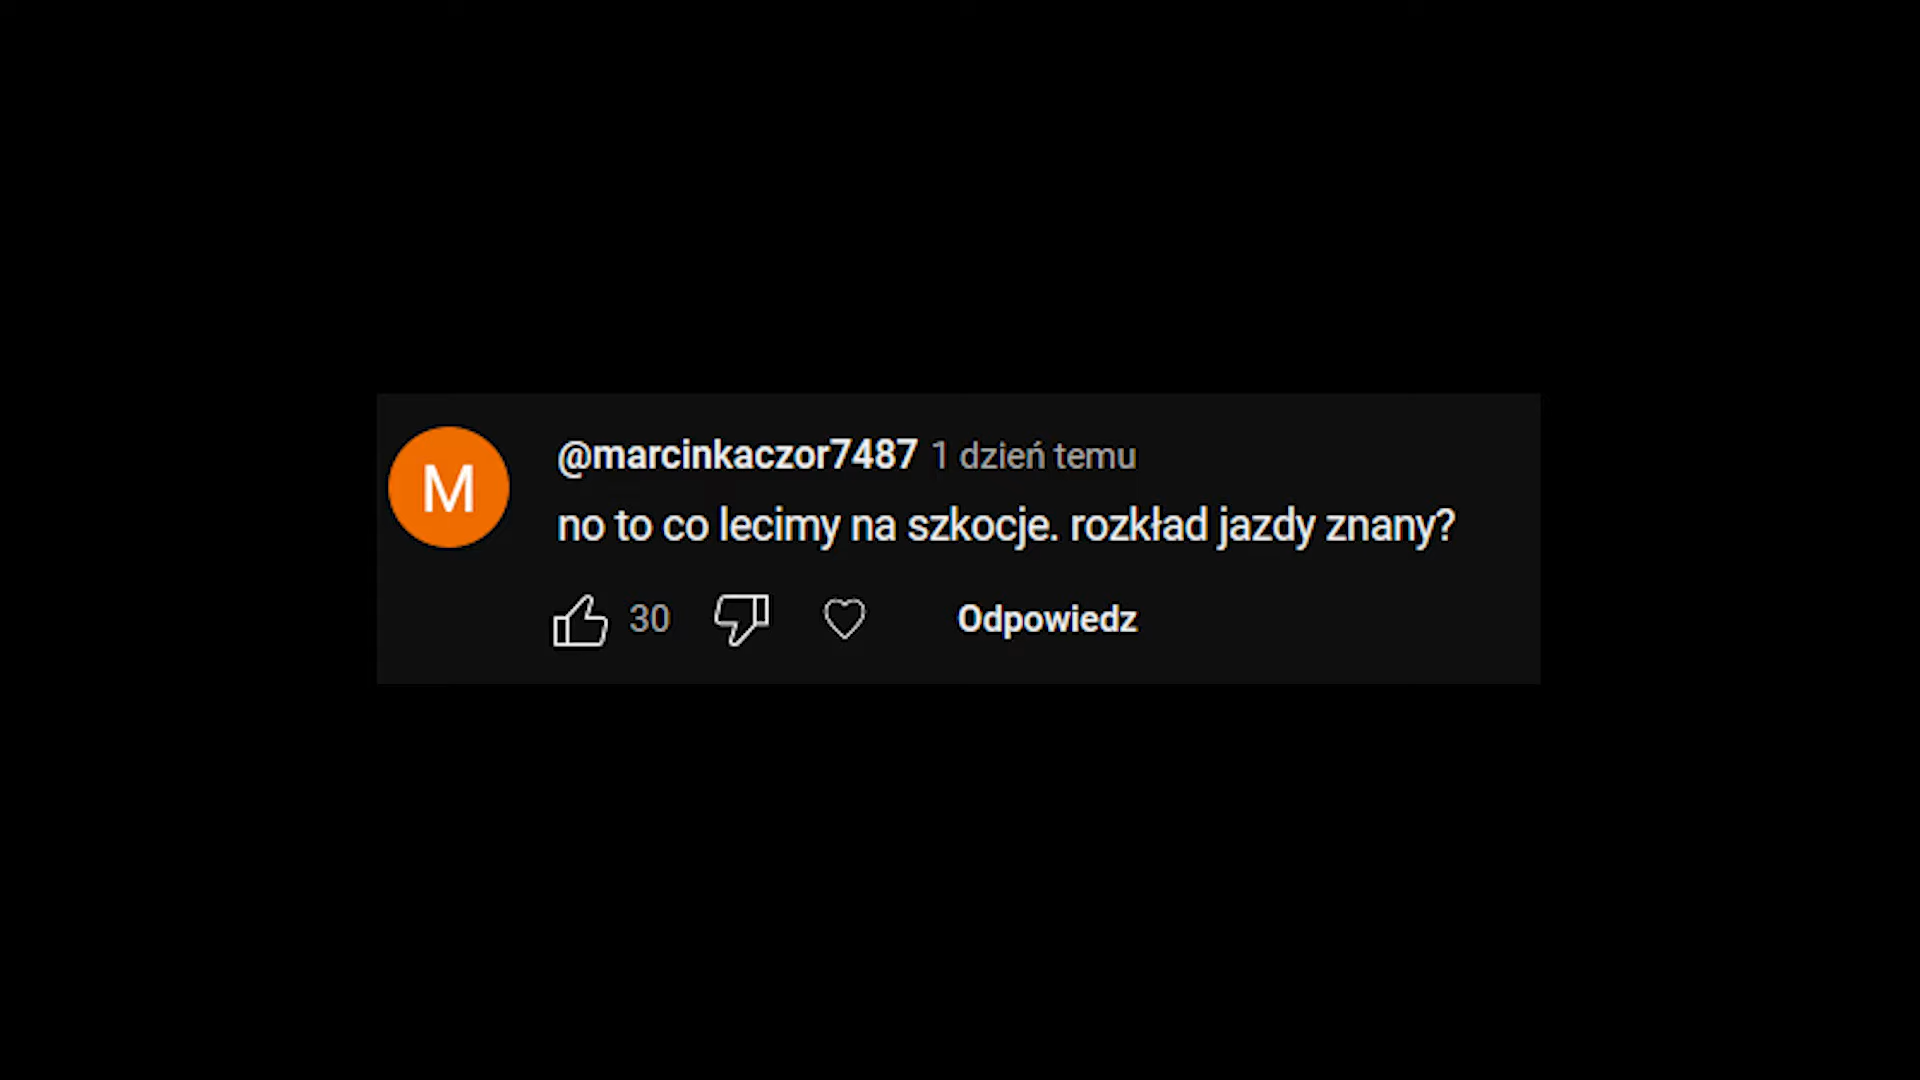 M
@marcinkaczor7487 1 dzień temu
no to co lecimy na szkocje. rozkład jazdy znany?
30
Odpowiedz